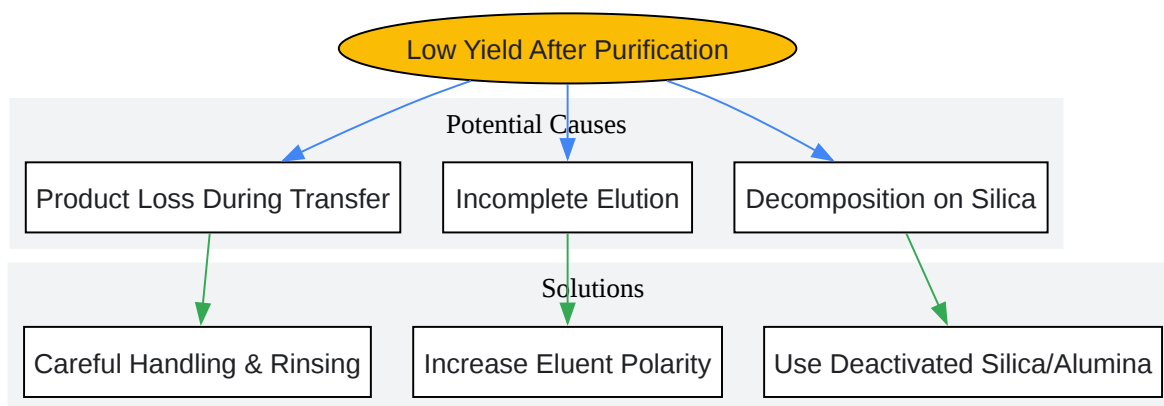 Low Yield After Purification
Potential Causes
Product Loss During Transfer
Incomplete Elution
Decomposition on Silica
Solutions
Careful Handling & Rinsing
Increase Eluent Polarity
Use Deactivated Silica/Alumina